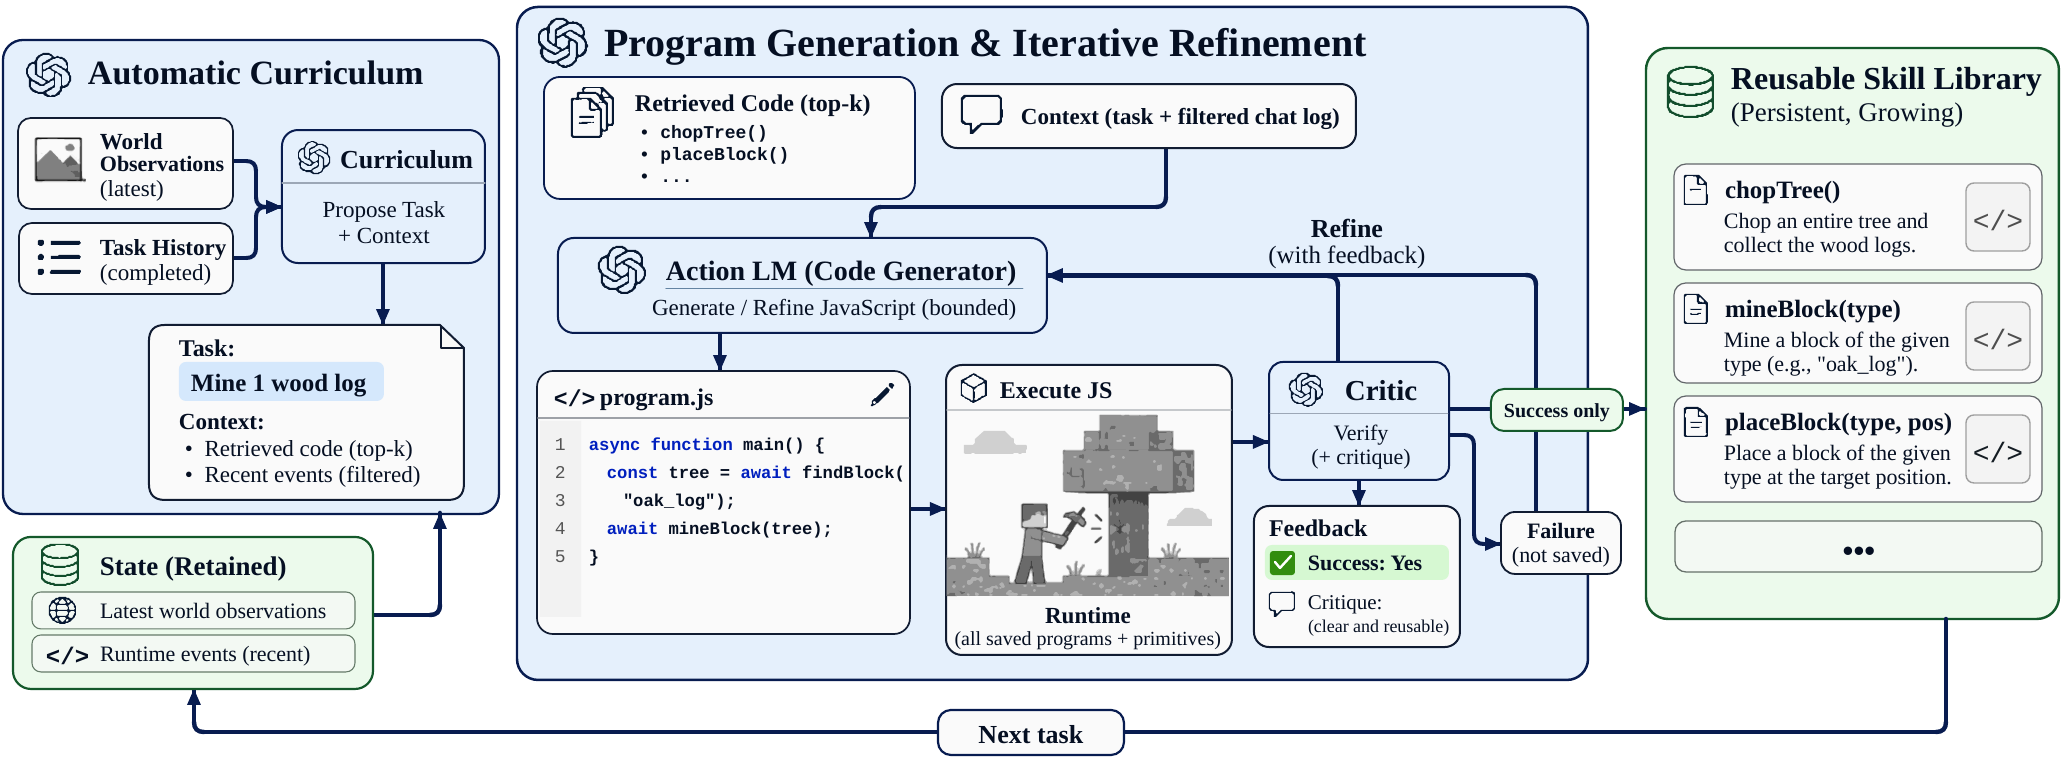 Automatic Curriculum
World
Observations
(latest)
Task History
(completed)
Curriculum
Propose Task
+ Context
Task:
Mine 1 wood log
Context:
• Retrieved code (top-k)
• Recent events (filtered)
State (Retained)
Latest world observations
</> Runtime events (recent)
Program Generation & Iterative Refinement
Retrieved Code (top-k)
• chopTree()
• placeBlock()
• ...
Context (task + filtered chat log)
Action LM (Code Generator)
Generate / Refine JavaScript (bounded)
Refine
(with feedback)
</> program.js
1 async function main() {
2 const tree = await findBlock(
3 "oak_log");
4 await mineBlock(tree);
5 }
Execute JS
Runtime
(all saved programs + primitives)
Critic
Verify
(+ critique)
Feedback
Success: Yes
Critique:
(clear and reusable)
Success only
Failure
(not saved)
Reusable Skill Library
(Persistent, Growing)
chopTree()
Chop an entire tree and
collect the wood logs.
</>
mineBlock(type)
Mine a block of the given
type (e.g., "oak_log").
</>
placeBlock(type, pos)
Place a block of the given
type at the target position.
</>
•••
Next task